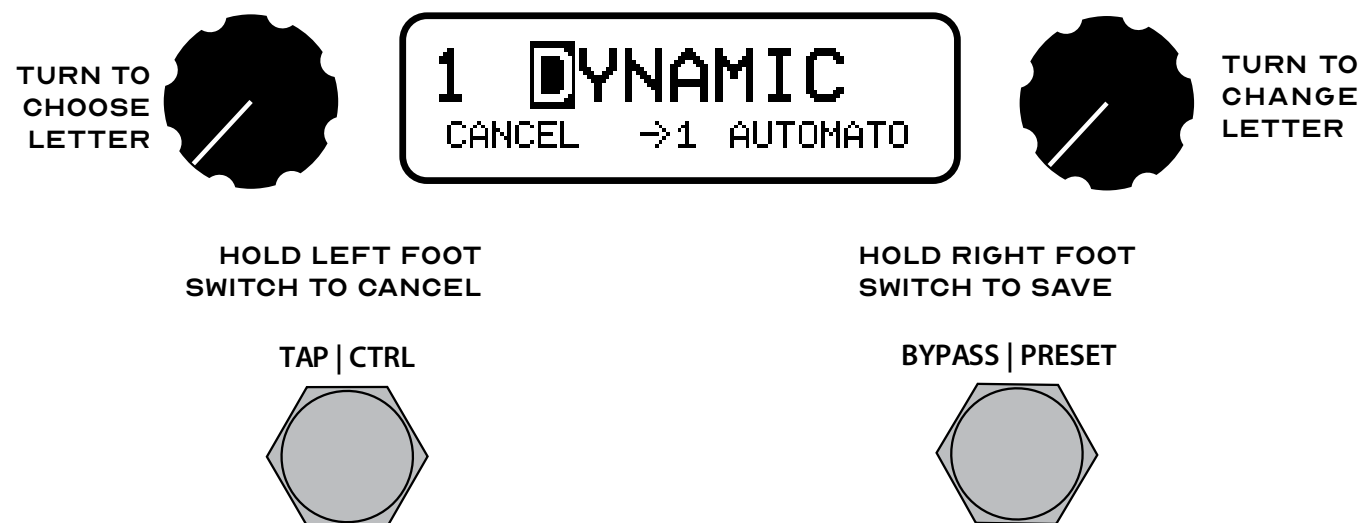 TURN TO
CHOOSE
LETTER
1 DYNAMIC
CANCEL →1 AUTOMATO
TURN TO
CHANGE
LETTER
HOLD LEFT FOOT
SWITCH TO CANCEL
HOLD RIGHT FOOT
SWITCH TO SAVE
TAP | CTRL
BYPASS | PRESET